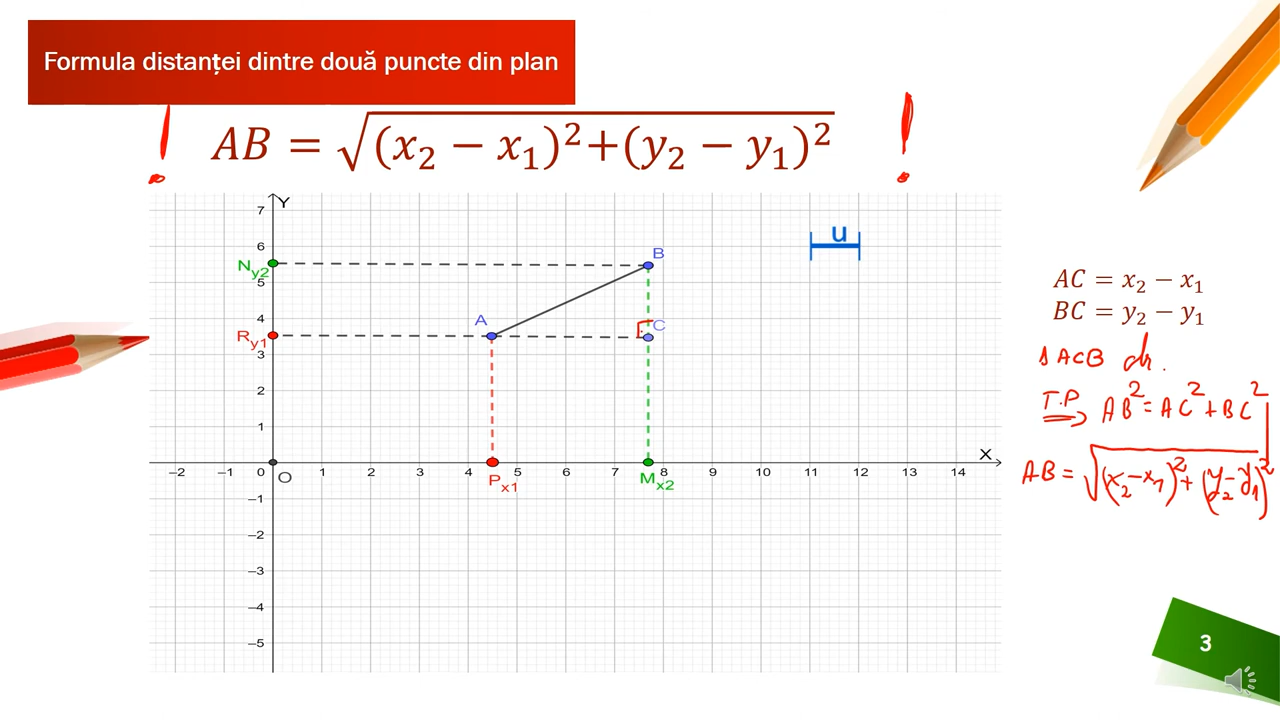 Formula distanței dintre două puncte din plan
! AB = √(x₂ − x₁)²+(y₂ − y₁)² !
Y
7
6
5
4
3
2
1
0
−1
−2
−3
−4
−5
−2 −1 1 2 3 4 5 6 7 8 9 10 11 12 13 14
X
O
N y2
R y1
P x1
M x2
A
B
C
u
AC = x₂ − x₁
BC = y₂ − y₁
ACB dr.
T.P ⇒ AB² = AC² + BC²
AB = √(x₂−x₁)² + (y₂−y₁)²
3